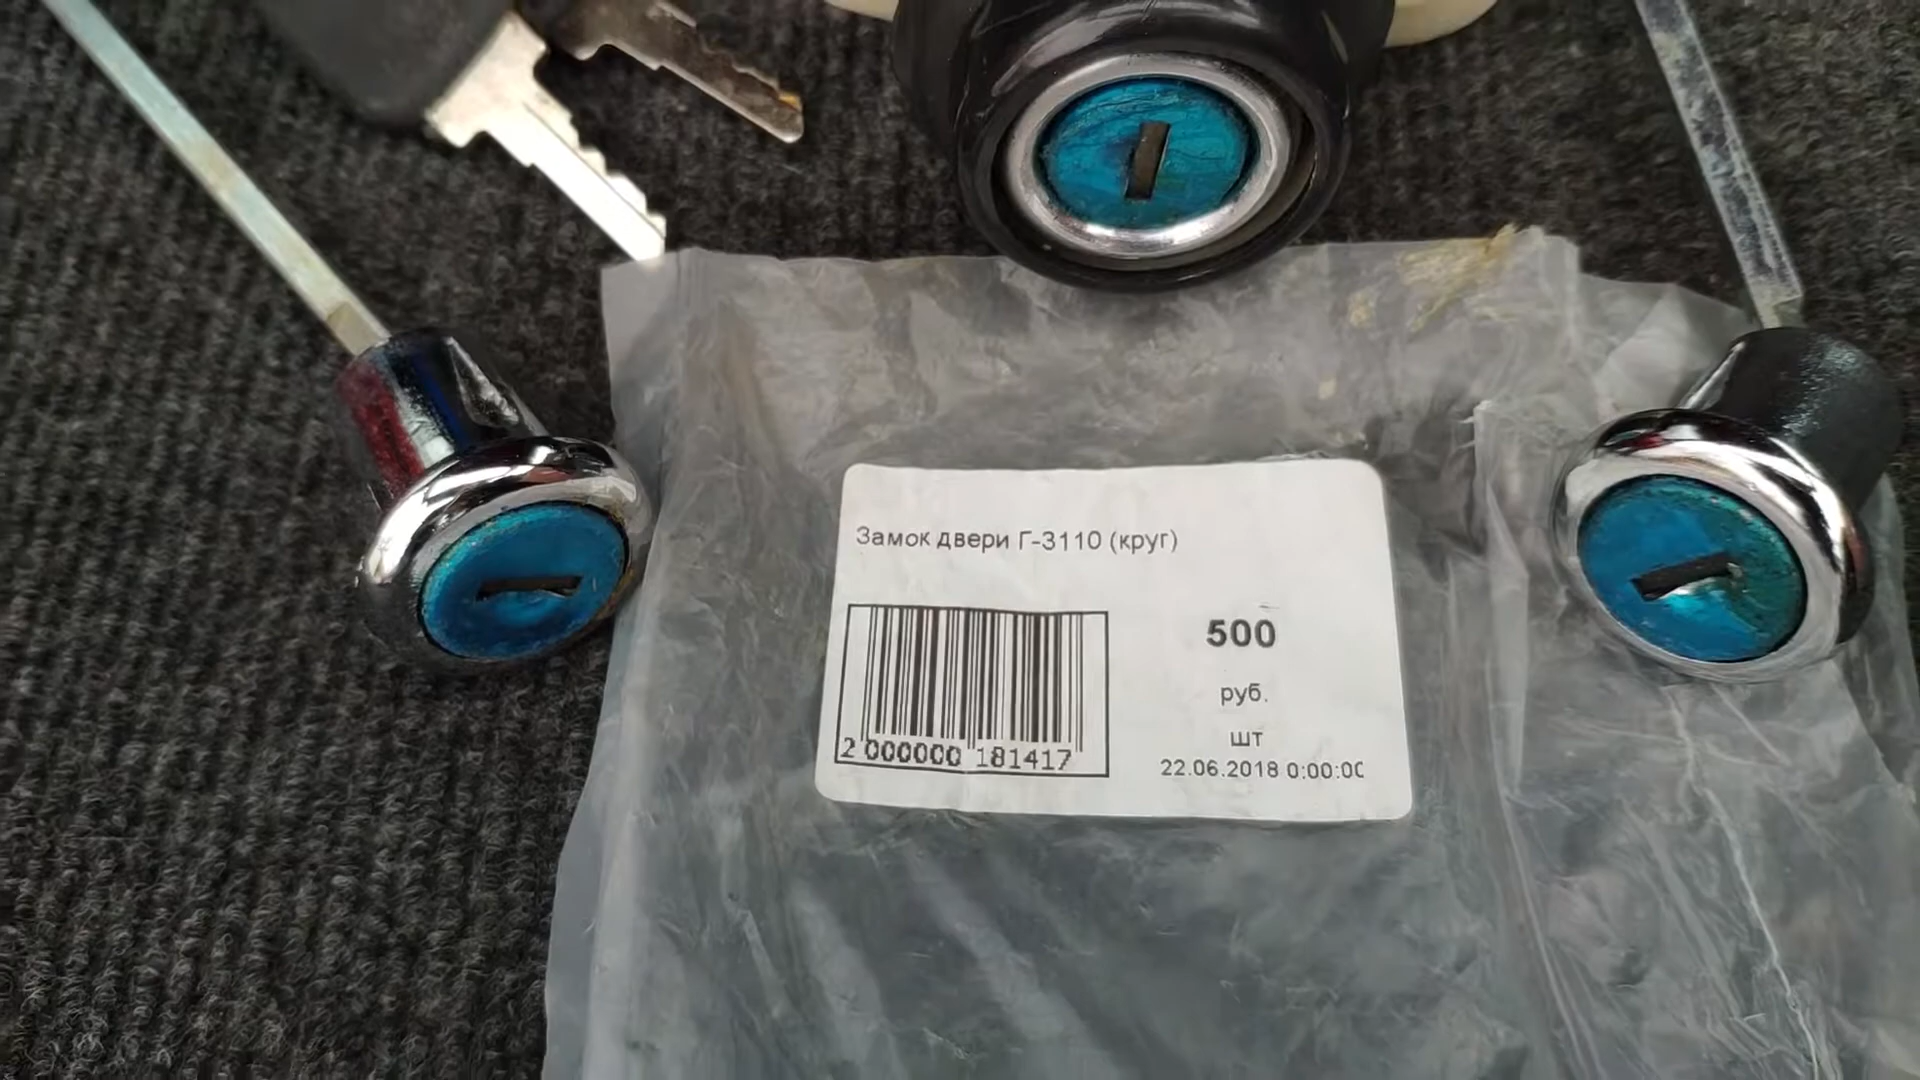 Замок двери Г-3110 (круг)
500
руб.
шт
22.06.2018 0:00:00
2 000000 181417